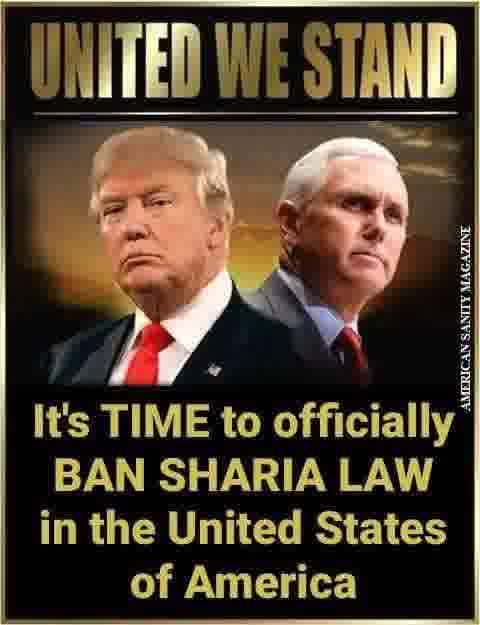 UNITED WE STAND
AMERICAN SANITY MAGAZINE
It's TIME to officially
BAN SHARIA LAW
in the United States
of America